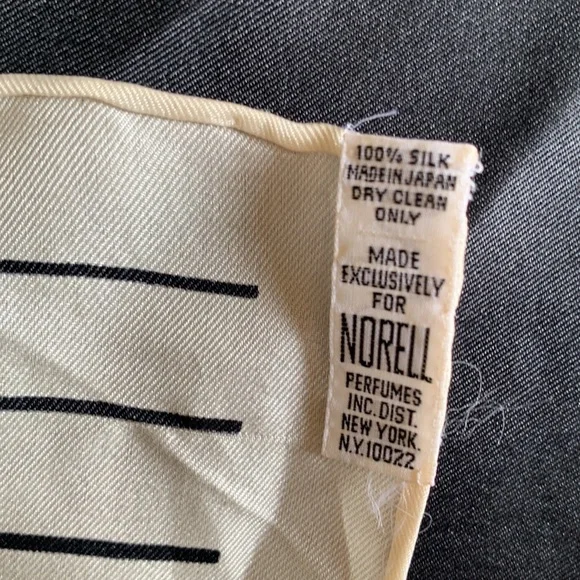 100% SILK
MADE IN JAPAN
DRY CLEAN
ONLY
MADE
EXCLUSIVELY
FOR
NORELL
PERFUMES
INC. DIST.
NEW YORK,
N.Y. 10022